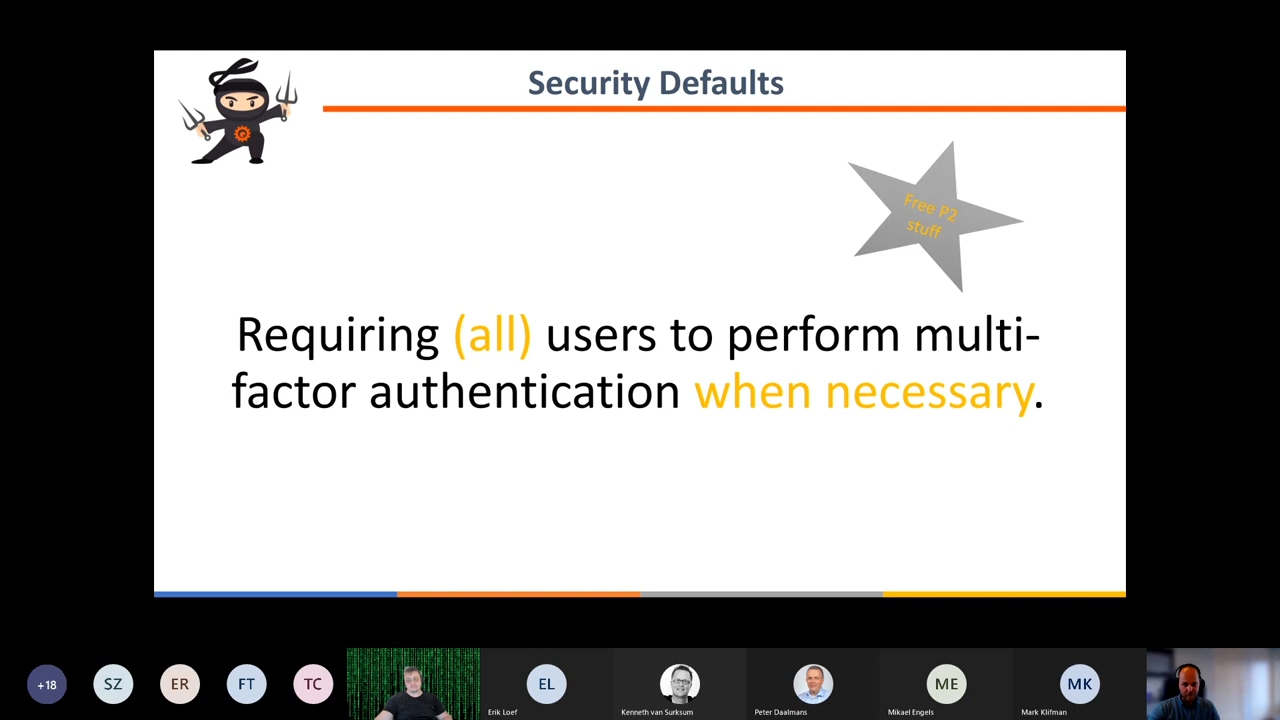 Security Defaults
Free P2
stuff
Requiring (all) users to perform multi-
factor authentication when necessary.
+18
SZ
ER
FT
TC
EL
Erik Loef
Kenneth van Surksum
Peter Daalmans
ME
Mikael Engels
MK
Mark Klifman